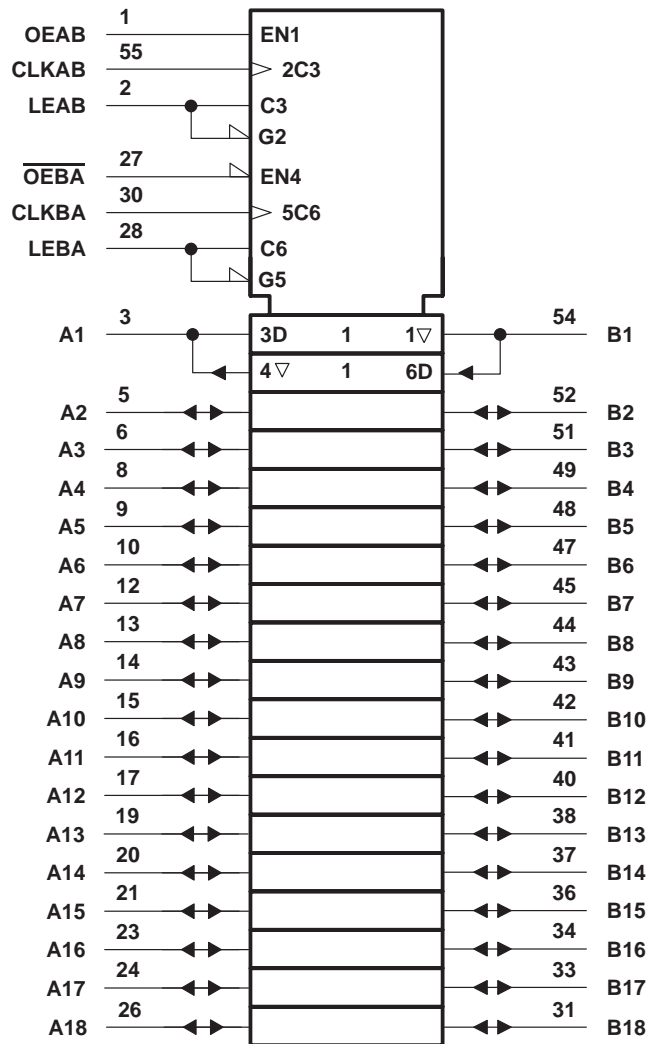 OEAB 1 EN1
CLKAB 55 2C3
LEAB 2 C3
G2
OEBA 27 EN4
CLKBA 30 5C6
LEBA 28 C6
G5
A1 3 3D 1 1▽ 54 B1
4▽ 1 6D
A2 5 52 B2
A3 6 51 B3
A4 8 49 B4
A5 9 48 B5
A6 10 47 B6
A7 12 45 B7
A8 13 44 B8
A9 14 43 B9
A10 15 42 B10
A11 16 41 B11
A12 17 40 B12
A13 19 38 B13
A14 20 37 B14
A15 21 36 B15
A16 23 34 B16
A17 24 33 B17
A18 26 31 B18